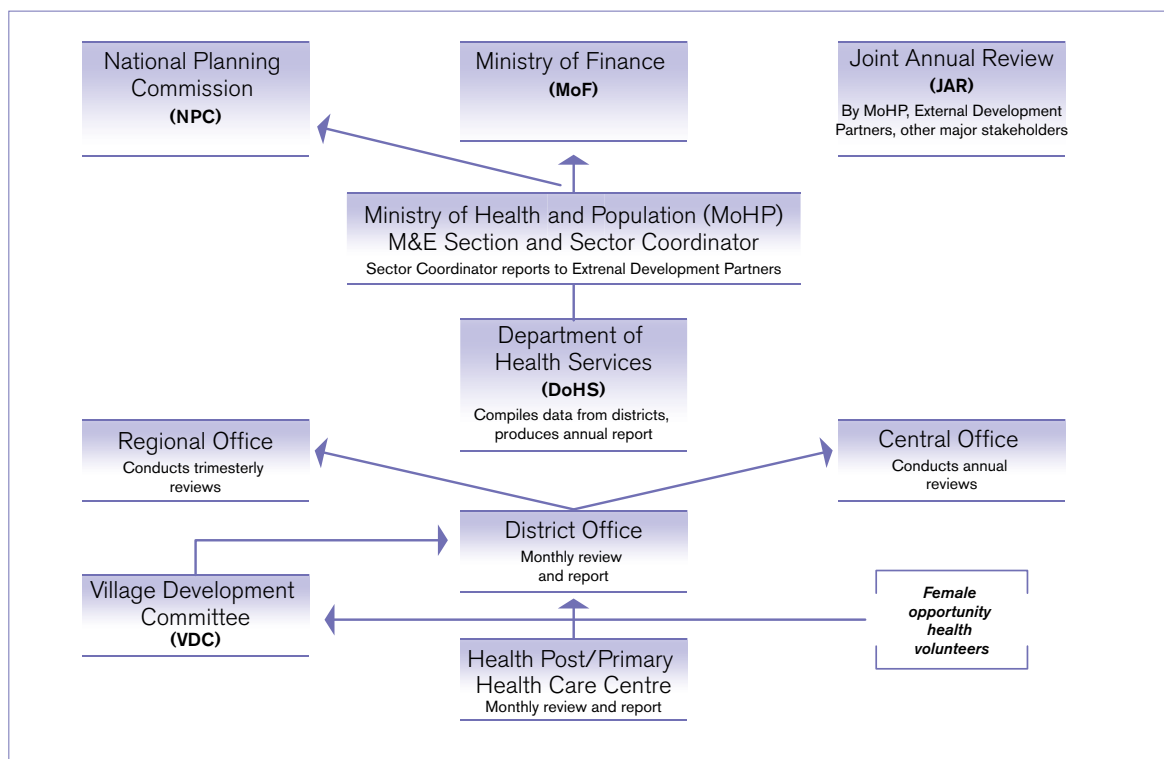 National Planning
Commission
(NPC)
Ministry of Finance
(MoF)
Joint Annual Review
(JAR)
By MoHP, External Development
Partners, other major stakeholders
Ministry of Health and Population (MoHP)
M&E Section and Sector Coordinator
Sector Coordinator reports to Extrenal Development Partners
Department of
Health Services
(DoHS)
Compiles data from districts,
produces annual report
Regional Office
Conducts trimesterly
reviews
Central Office
Conducts annual
reviews
District Office
Monthly review
and report
Village Development
Committee
(VDC)
Female
opportunity
health
volunteers
Health Post/Primary
Health Care Centre
Monthly review and report